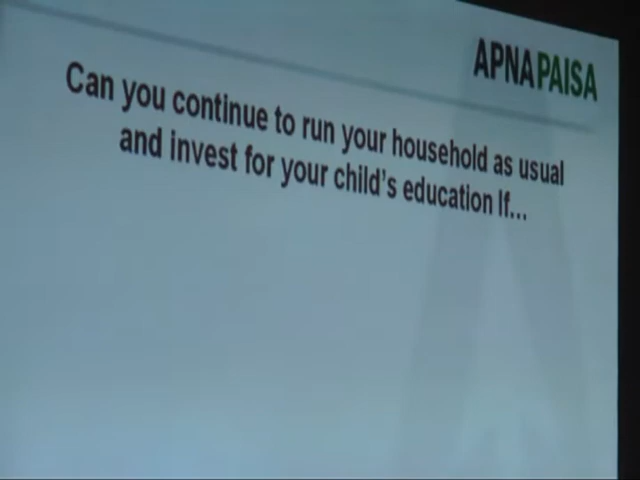 APNAPAISA
Can you continue to run your household as usual
and invest for your child's education If...